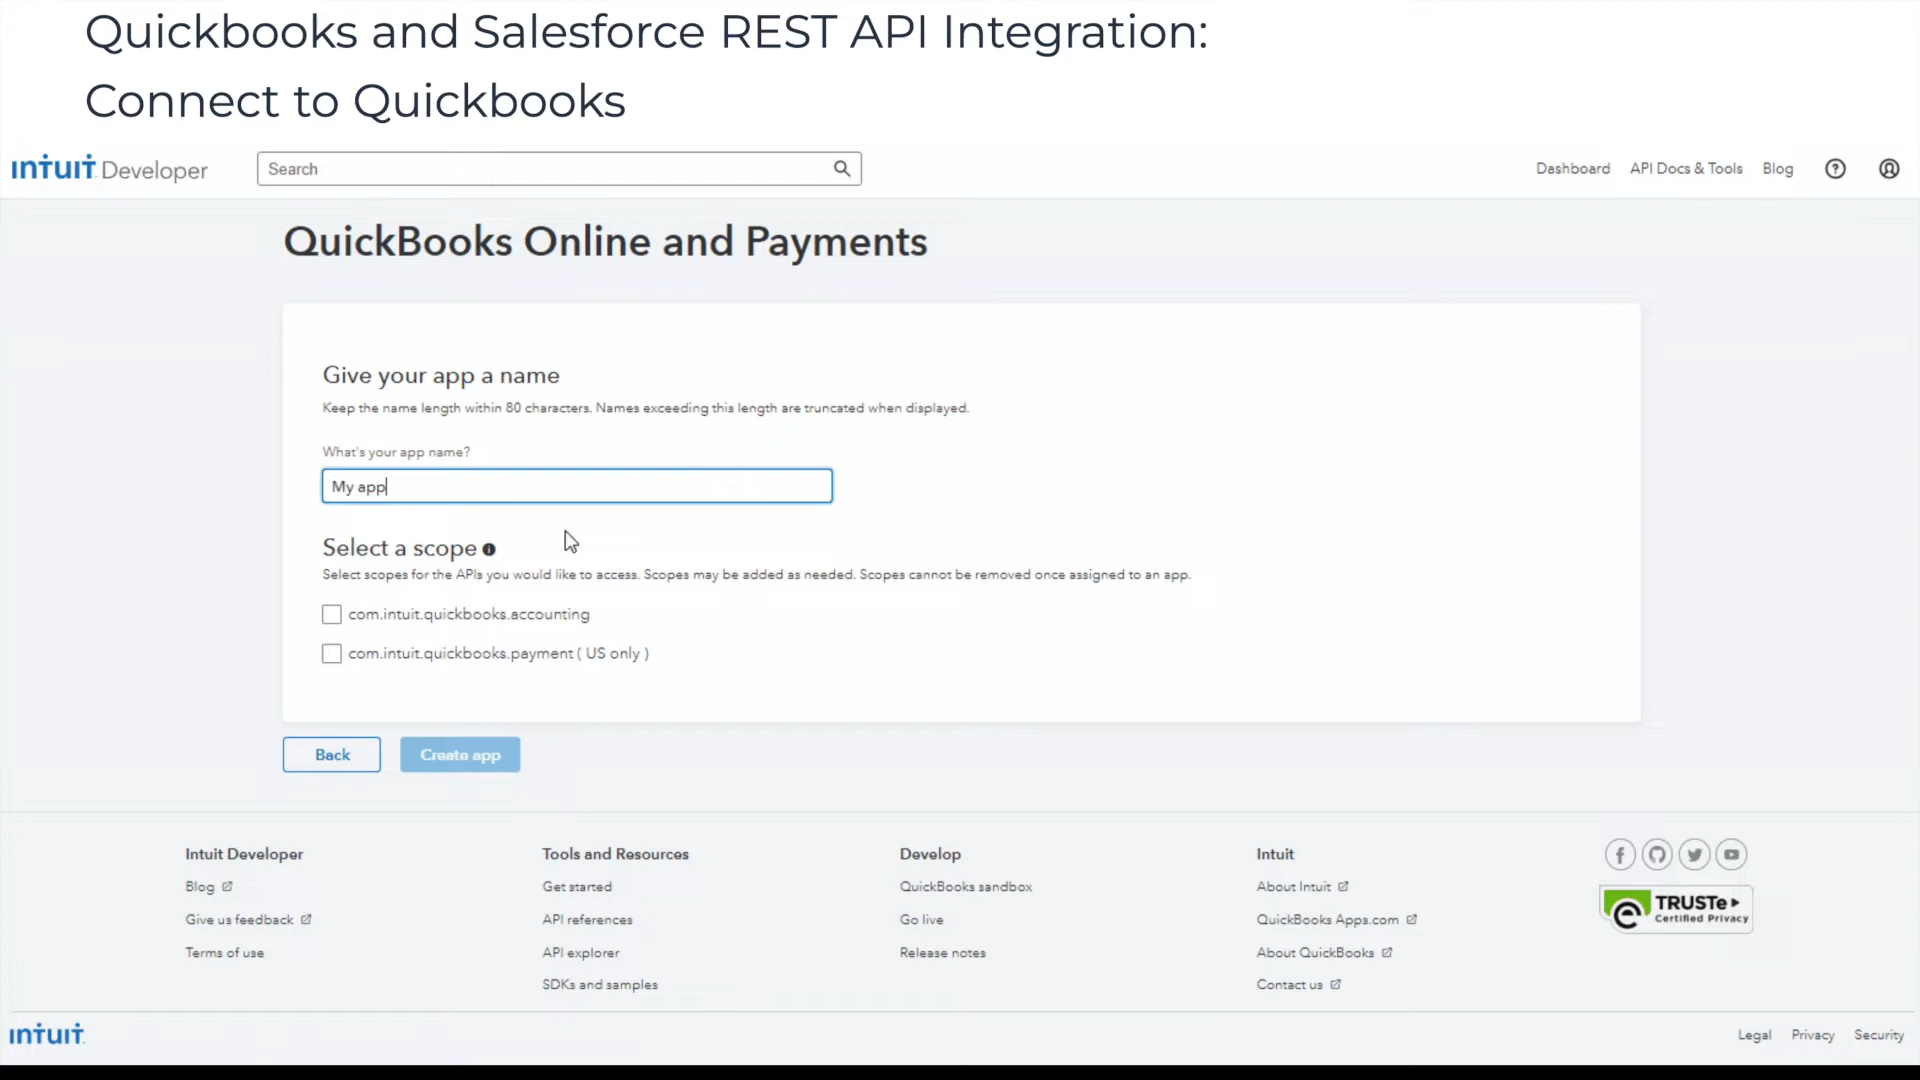 Quickbooks and Salesforce REST API Integration:
Connect to Quickbooks
intuit Developer
Search
Dashboard
API Docs & Tools
Blog
QuickBooks Online and Payments
Give your app a name
Keep the name length within 80 characters. Names exceeding this length are truncated when displayed.
What's your app name?
My app
Select a scope
Select scopes for the APIs you would like to access. Scopes may be added as needed. Scopes cannot be removed once assigned to an app.
com.intuit.quickbooks.accounting
com.intuit.quickbooks.payment ( US only )
Back
Create app
Intuit Developer
Blog
Give us feedback
Terms of use
Tools and Resources
Get started
API references
API explorer
SDKs and samples
Develop
QuickBooks sandbox
Go live
Release notes
Intuit
About Intuit
QuickBooks Apps.com
About QuickBooks
Contact us
TRUSTe
Certified Privacy
intuit
Legal
Privacy
Security